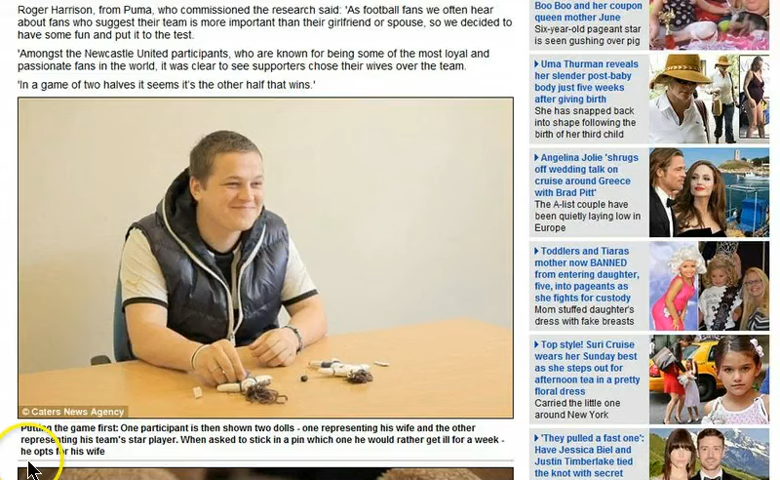 Roger Harrison, from Puma, who commissioned the research said: 'As football fans we often hear
about fans who suggest their team is more important than their girlfriend or spouse, so we decided to
have some fun and put it to the test.
'Amongst the Newcastle United participants, who are known for being some of the most loyal and
passionate fans in the world, it was clear to see supporters chose their wives over the team.
'In a game of two halves it seems it's the other half that wins.'
© Caters News Agency
Putting the game first: One participant is then shown two dolls - one representing his wife and the other
representing his team's star player. When asked to stick in a pin which one he would rather get ill for a week -
he opts for his wife
Boo Boo and her coupon
queen mother June
Six-year-old pageant star
is seen gushing over pig
Uma Thurman reveals
her slender post-baby
body just five weeks
after giving birth
She has snapped back
into shape following the
birth of her third child
Angelina Jolie 'shrugs
off wedding talk on
cruise around Greece
with Brad Pitt'
The A-list couple have
been quietly laying low in
Europe
Toddlers and Tiaras
mother now BANNED
from entering daughter,
five, into pageants as
she fights for custody
Mom stuffed daughter's
dress with fake breasts
Top style! Suri Cruise
wears her Sunday best
as she steps out for
afternoon tea in a pretty
floral dress
Carried the little one
around New York
'They pulled a fast one':
Have Jessica Biel and
Justin Timberlake tied
the knot with secret